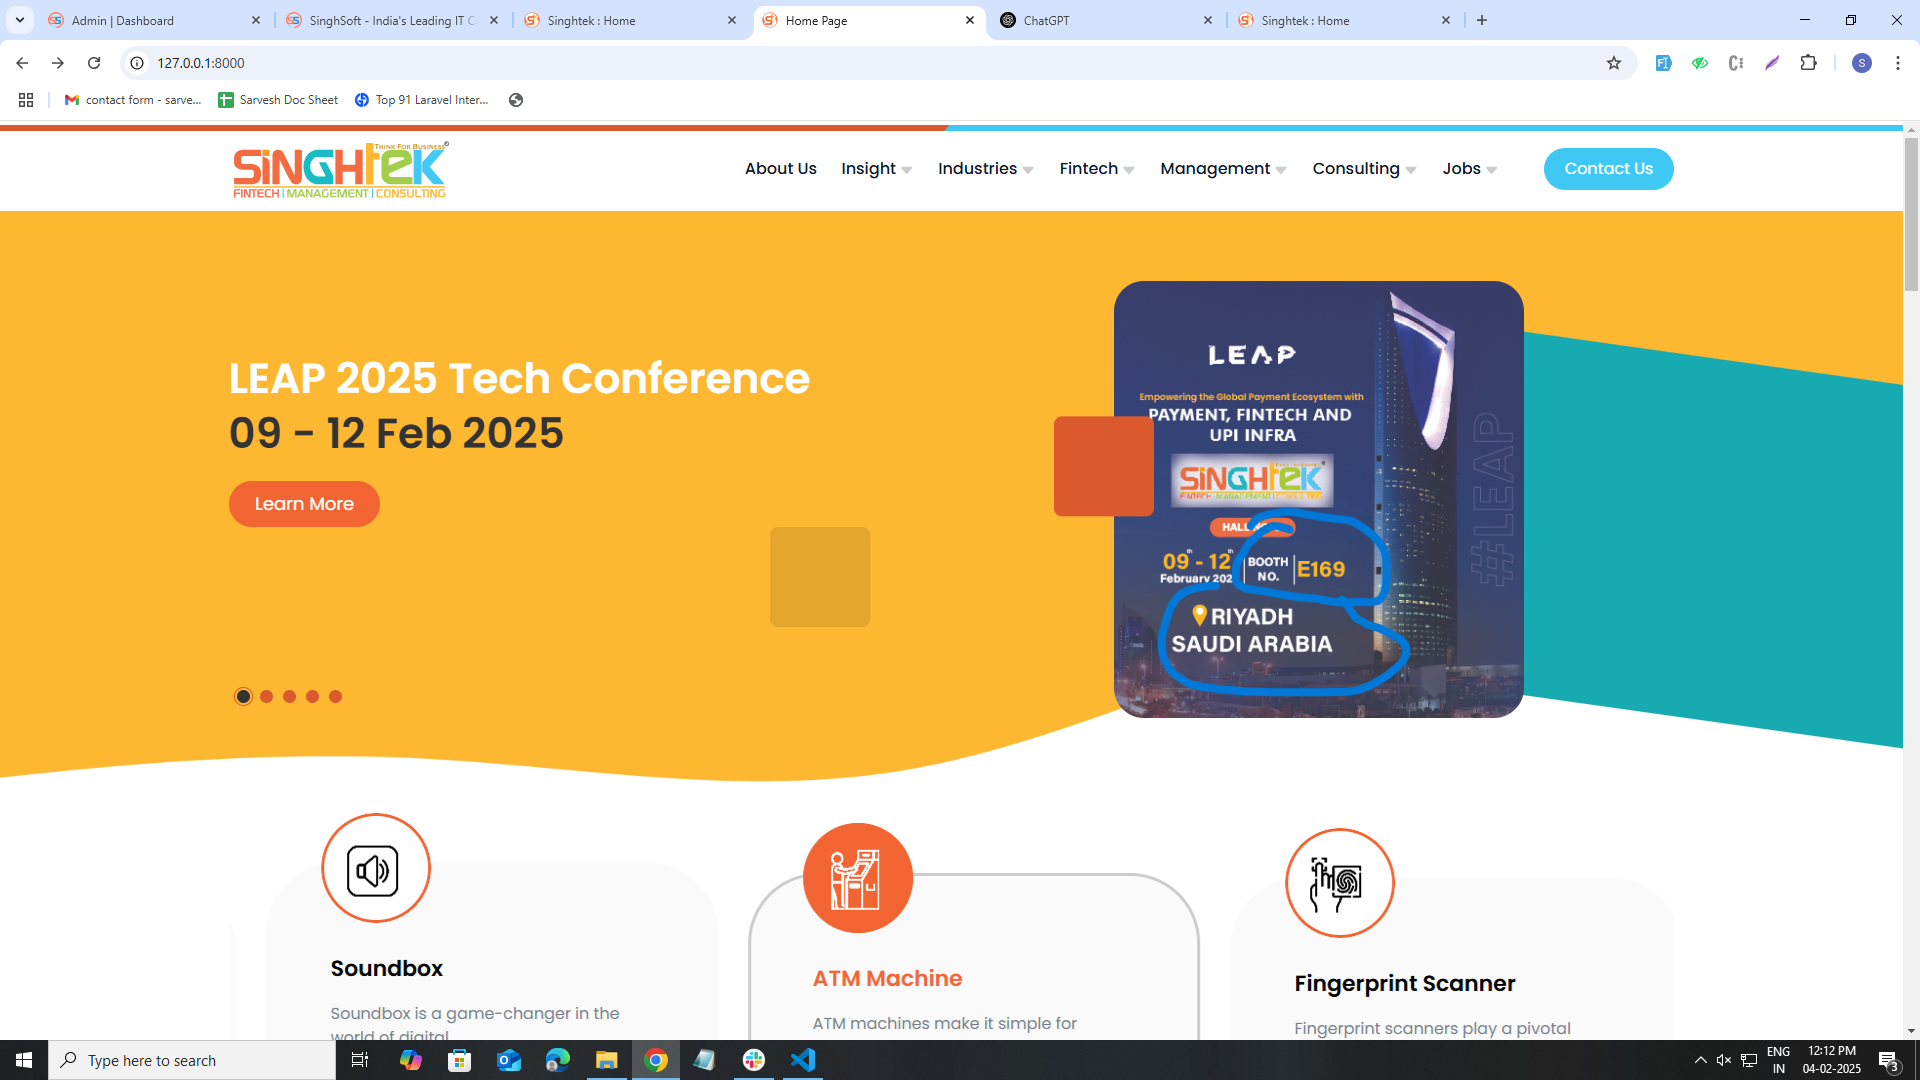 Admin | Dashboard
SinghSoft - India's Leading IT C
Singhtek : Home
Home Page
ChatGPT
Singhtek : Home
127.0.0.1:8000
S
contact form - sarve...
Sarvesh Doc Sheet
Top 91 Laravel Inter...
THINK FOR BUSINESS
SiNGHTEK
FINTECH | MANAGEMENT | CONSULTING
About Us
Insight
Industries
Fintech
Management
Consulting
Jobs
Contact Us
LEAP 2025 Tech Conference
09 - 12 Feb 2025
Learn More
LEAP
Empowering the Global Payment Ecosystem with
PAYMENT, FINTECH AND
UPI INFRA
SiNGHTEK
FINTECH MANAGEMENT CONSULTING
HALL
09th - 12th
February 202
BOOTH
NO.
E169
RIYADH
SAUDI ARABIA
#LEAP
Soundbox
Soundbox is a game-changer in the
world of digital
ATM Machine
ATM machines make it simple for
Fingerprint Scanner
Fingerprint scanners play a pivotal
Type here to search
ENG
IN
12:12 PM
04-02-2025
3